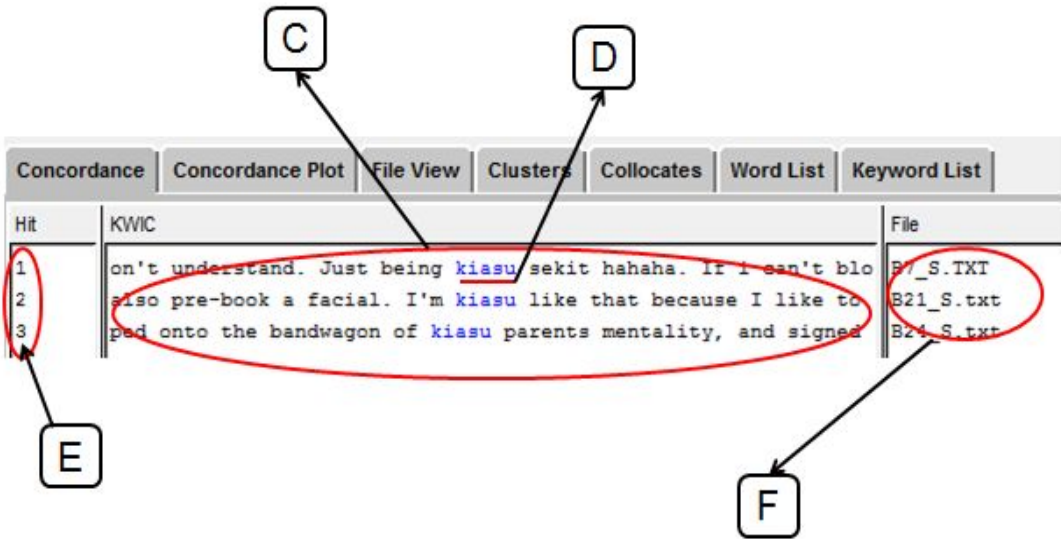 C
D
Concordance Concordance Plot File View Clusters Collocates Word List Keyword List
Hit KWIC File
1 on't understand. Just being kiasu sekit hahaha. If i can't blo B7_S.TXT
2 also pre-book a facial. I'm kiasu like that because I like to B21_S.txt
3 ped onto the bandwagon of kiasu parents mentality, and signed B24_S.txt
E
F